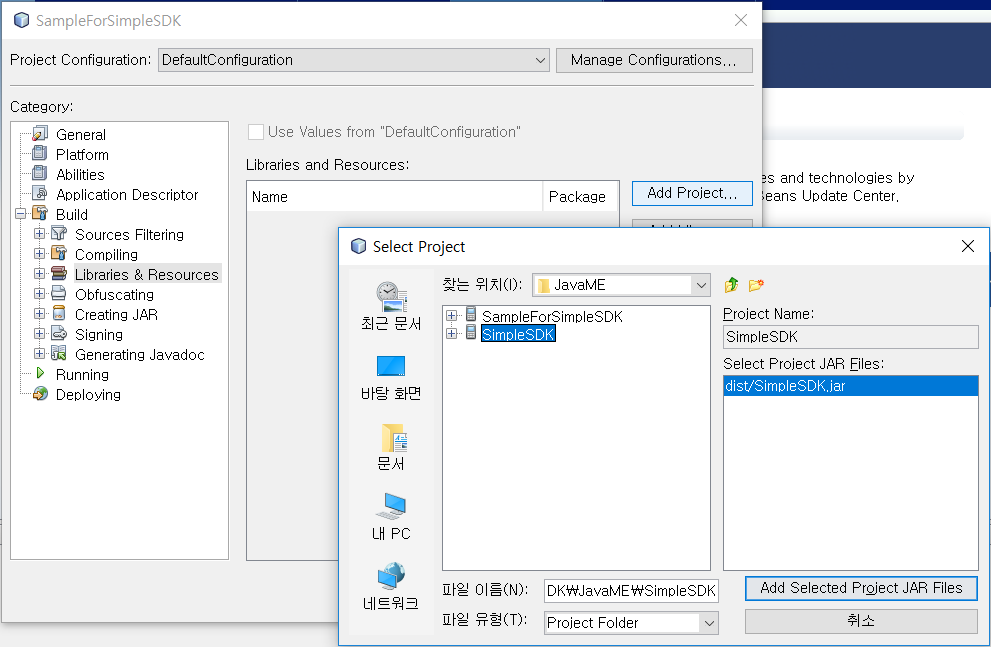 SampleForSimpleSDK
Project Configuration:
DefaultConfiguration
Manage Configurations...
Category:
General
Platform
Abilities
Application Descriptor
Build
Sources Filtering
Compiling
Libraries & Resources
Obfuscating
Creating JAR
Signing
Generating Javadoc
Running
Deploying
Use Values from "DefaultConfiguration"
Libraries and Resources:
Name
Package
Add Project...
es and technologies by
Beans Update Center.
Select Project
찾는 위치(I):
JavaME
최근 문서
바탕 화면
문서
내 PC
네트워크
SampleForSimpleSDK
SimpleSDK
Project Name:
SimpleSDK
Select Project JAR Files:
dist/SimpleSDK.jar
파일 이름(N):
DK₩JavaME₩SimpleSDK
Add Selected Project JAR Files
파일 유형(T):
Project Folder
취소